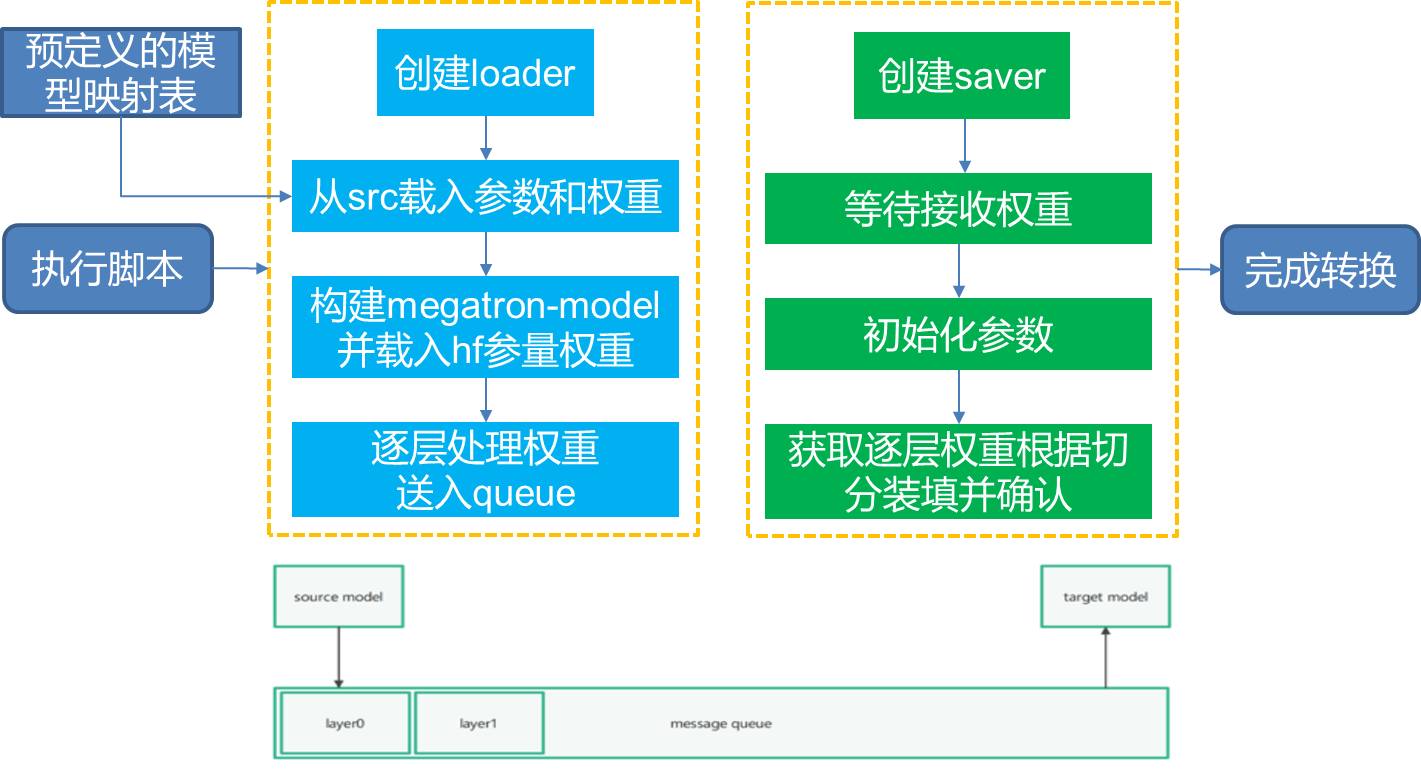 预定义的模
型映射表
执行脚本
创建loader
从src载入参数和权重
构建megatron-model
并载入hf参量权重
逐层处理权重
送入queue
创建saver
等待接收权重
初始化参数
获取逐层权重根据切
分装填并确认
完成转换
source model
target model
layer0
layer1
message queue